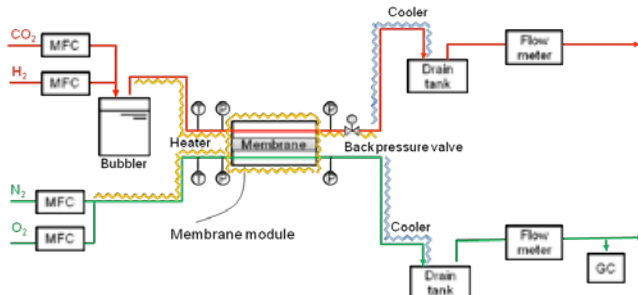 CO2
MFC
H2
MFC
Bubbler
Heater
T
P
Membrane
P
Back pressure valve
Cooler
Drain
tank
Flow
meter
N2
MFC
O2
MFC
T
P
P
Membrane module
Cooler
Drain
tank
Flow
meter
GC